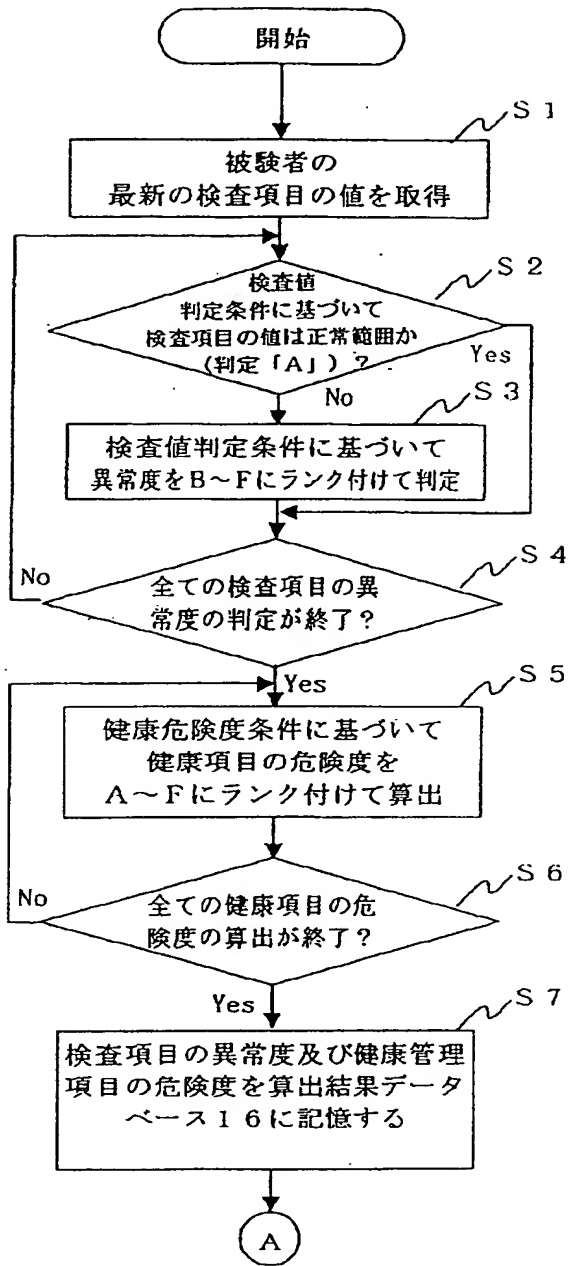 開始
S1
被験者の
最新の検査項目の値を取得
S2
検査値
判定条件に基づいて
検査項目の値は正常範囲か
(判定「A」)?
Yes
No
S3
検査値判定条件に基づいて
異常度をB~Fにランク付けて判定
S4
No
全ての検査項目の異
常度の判定が終了?
Yes
S5
健康危険度条件に基づいて
健康項目の危険度を
A~Fにランク付けて算出
S6
No
全ての健康項目の危
険度の算出が終了?
Yes
S7
検査項目の異常度及び健康管理
項目の危険度を算出結果データ
ベース16に記憶する
A